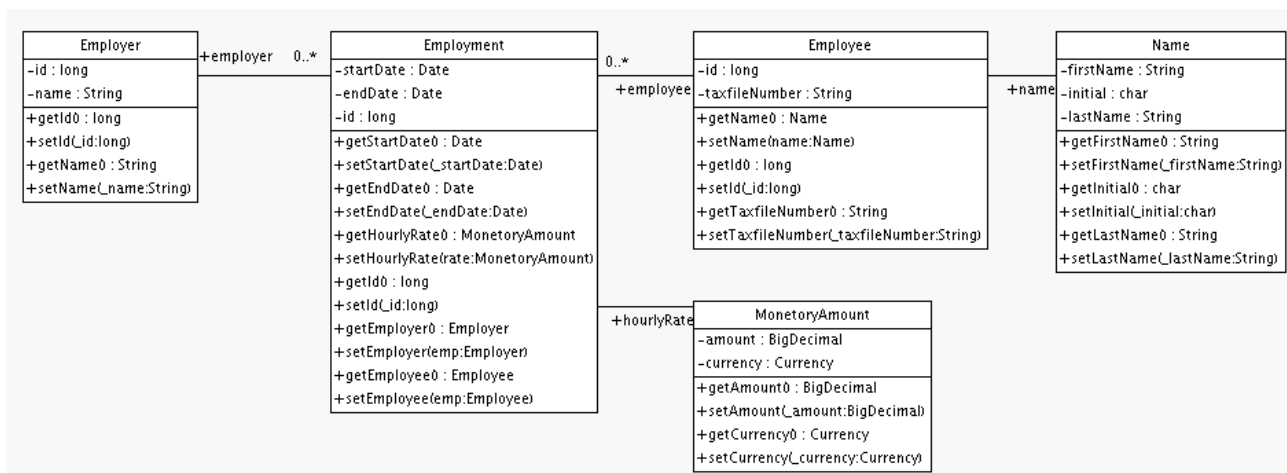 Employer
-id : long
-name : String
+getId() : long
+setId(_id:long)
+getName() : String
+setName(_name:String)
+employer
0..*
Employment
-startDate : Date
-endDate : Date
-id : long
+getStartDate() : Date
+setStartDate(_startDate:Date)
+getEndDate() : Date
+setEndDate(_endDate:Date)
+getHourlyRate() : MonetoryAmount
+setHourlyRate(rate:MonetoryAmount)
+getId() : long
+setId(_id:long)
+getEmployer() : Employer
+setEmployer(emp:Employer)
+getEmployee() : Employee
+setEmployee(emp:Employee)
0..*
+employee
Employee
-id : long
-taxfileNumber : String
+getName() : Name
+setName(name:Name)
+getId() : long
+setId(_id:long)
+getTaxfileNumber() : String
+setTaxfileNumber(_taxfileNumber:String)
+name
Name
-firstName : String
-initial : char
-lastName : String
+getFirstName() : String
+setFirstName(_firstName:String)
+getInitial() : char
+setInitial(_initial:char)
+getLastName() : String
+setLastName(_lastName:String)
+hourlyRate
MonetoryAmount
-amount : BigDecimal
-currency : Currency
+getAmount() : BigDecimal
+setAmount(_amount:BigDecimal)
+getCurrency() : Currency
+setCurrency(_currency:Currency)